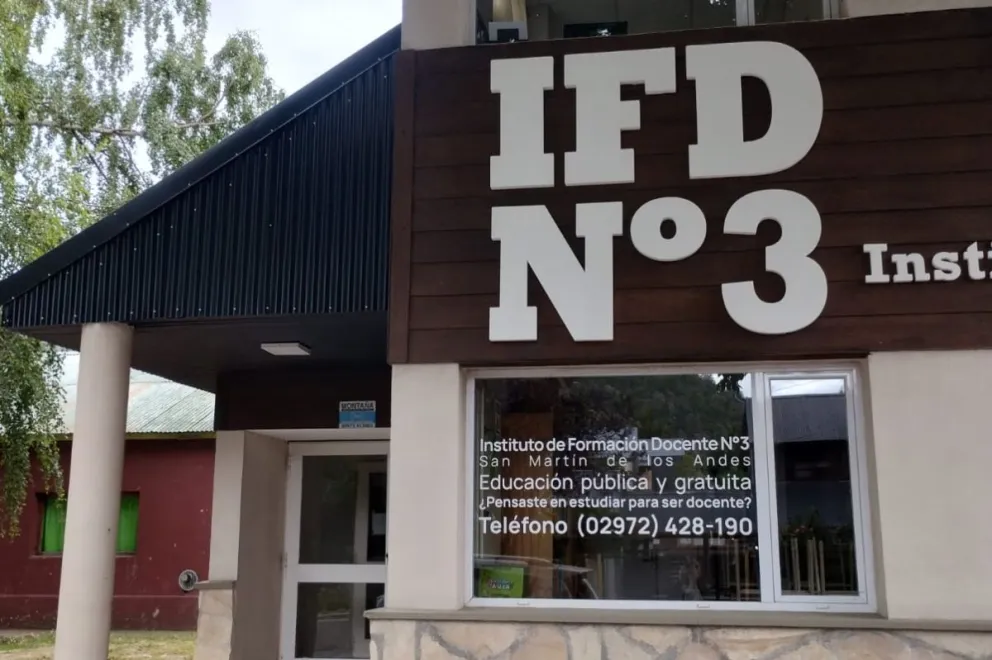 IFD
Nº3
Insti
MONTAÑA
Instituto de Formación Docente Nº3
San Martín de los Andes
Educación pública y gratuita
¿Pensaste en estudiar para ser docente?
Teléfono (02972) 428-190